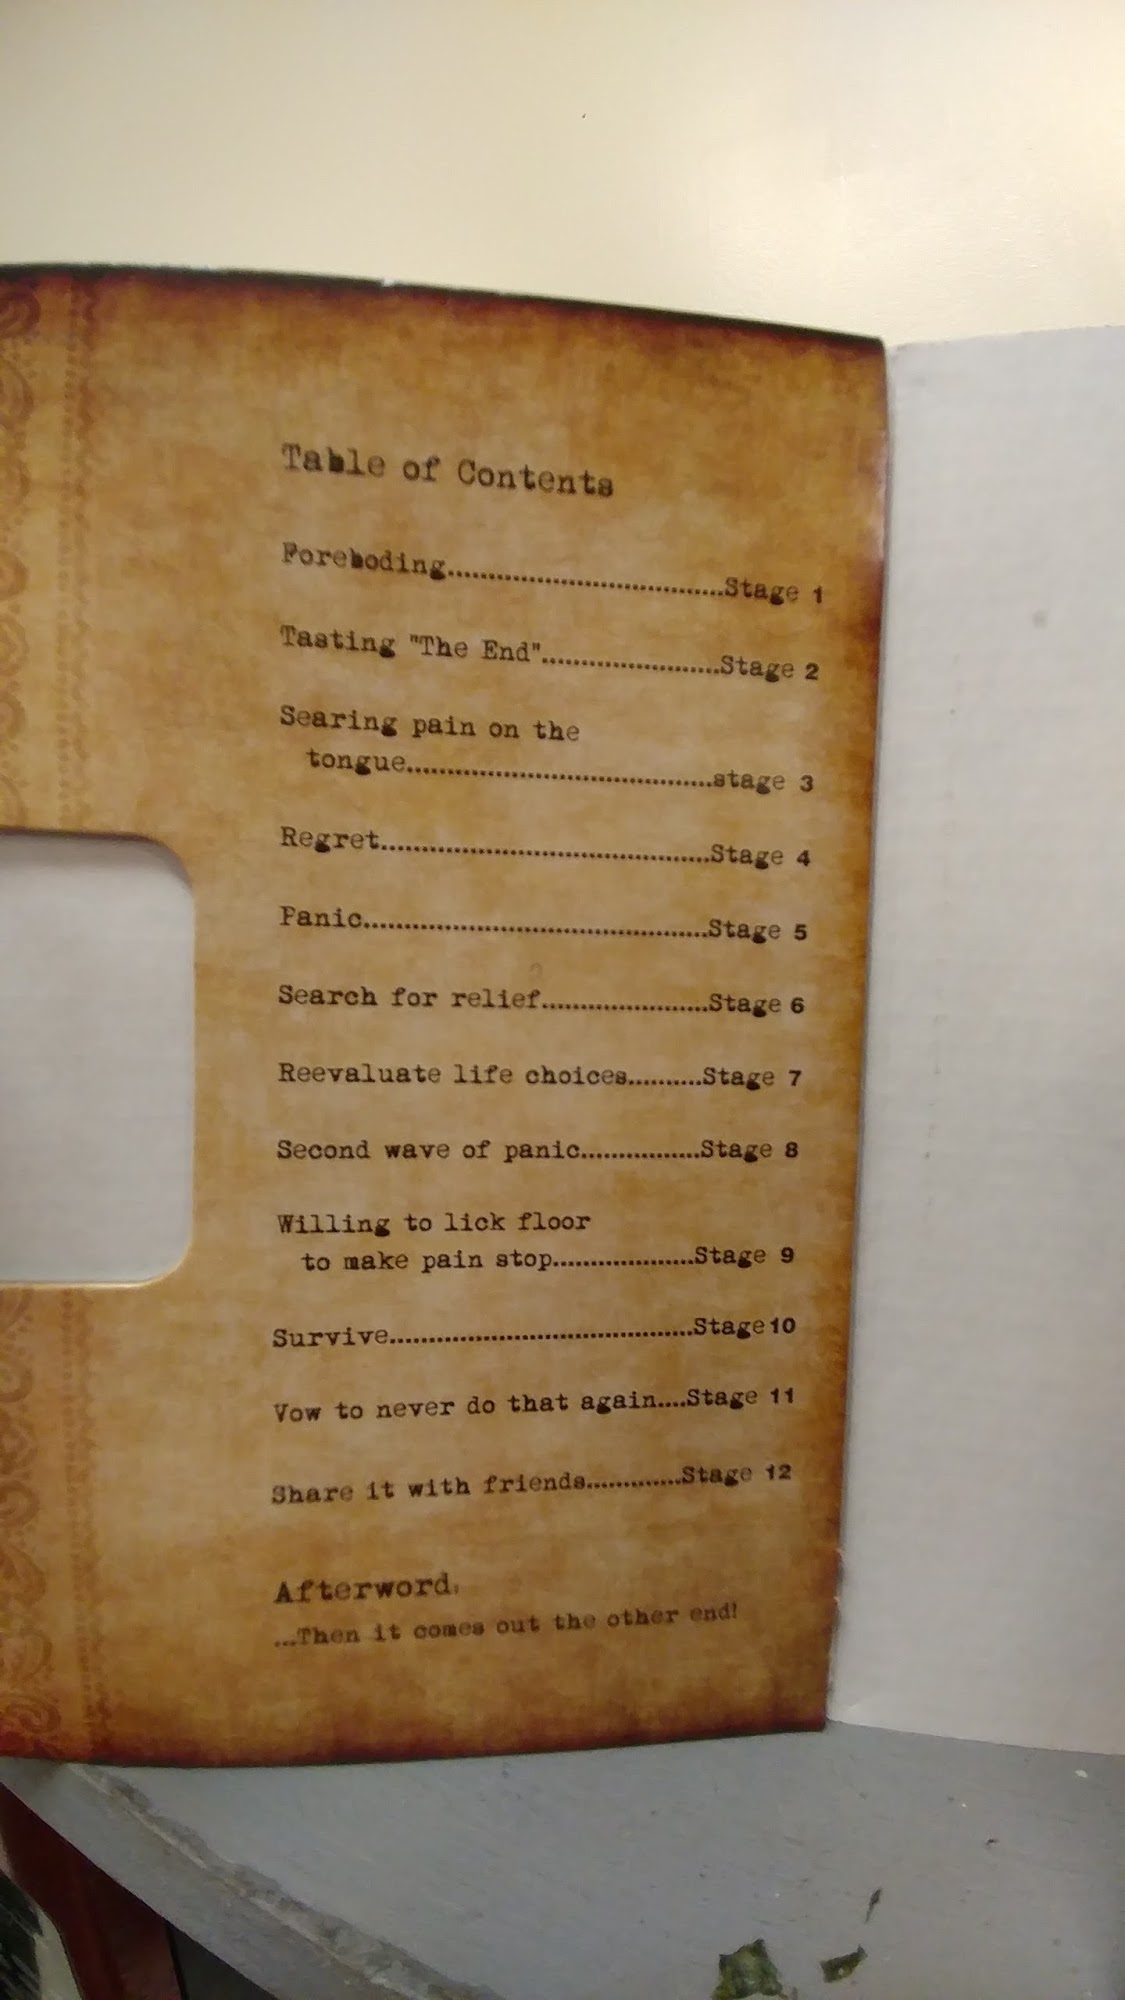 Table of Contents
Foreboding..................................Stage 1
Tasting "The End"......................Stage 2
Searing pain on the
tongue.....................................stage 3
Regret........................................Stage 4
Panic..........................................Stage 5
Search for relief....................Stage 6
Reevaluate life choices.........Stage 7
Second wave of panic..............Stage 8
Willing to lick floor
to make pain stop.................Stage 9
Survive.....................................Stage10
Vow to never do that again....Stage 11
Share it with friends............Stage 12
Afterword:
...Then it comes out the other end!